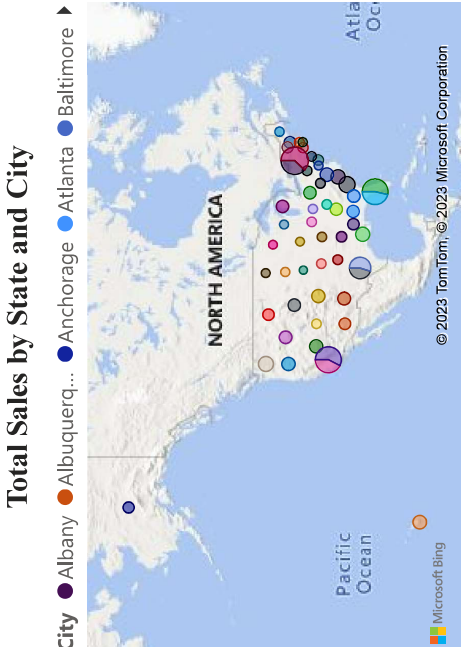 Total Sales by State and City
City Albany Albuquerq... Anchorage Atlanta Baltimore
NORTH AMERICA
Pacific
Ocean
Atla
Oc
Microsoft Bing
© 2023 TomTom, © 2023 Microsoft Corporation